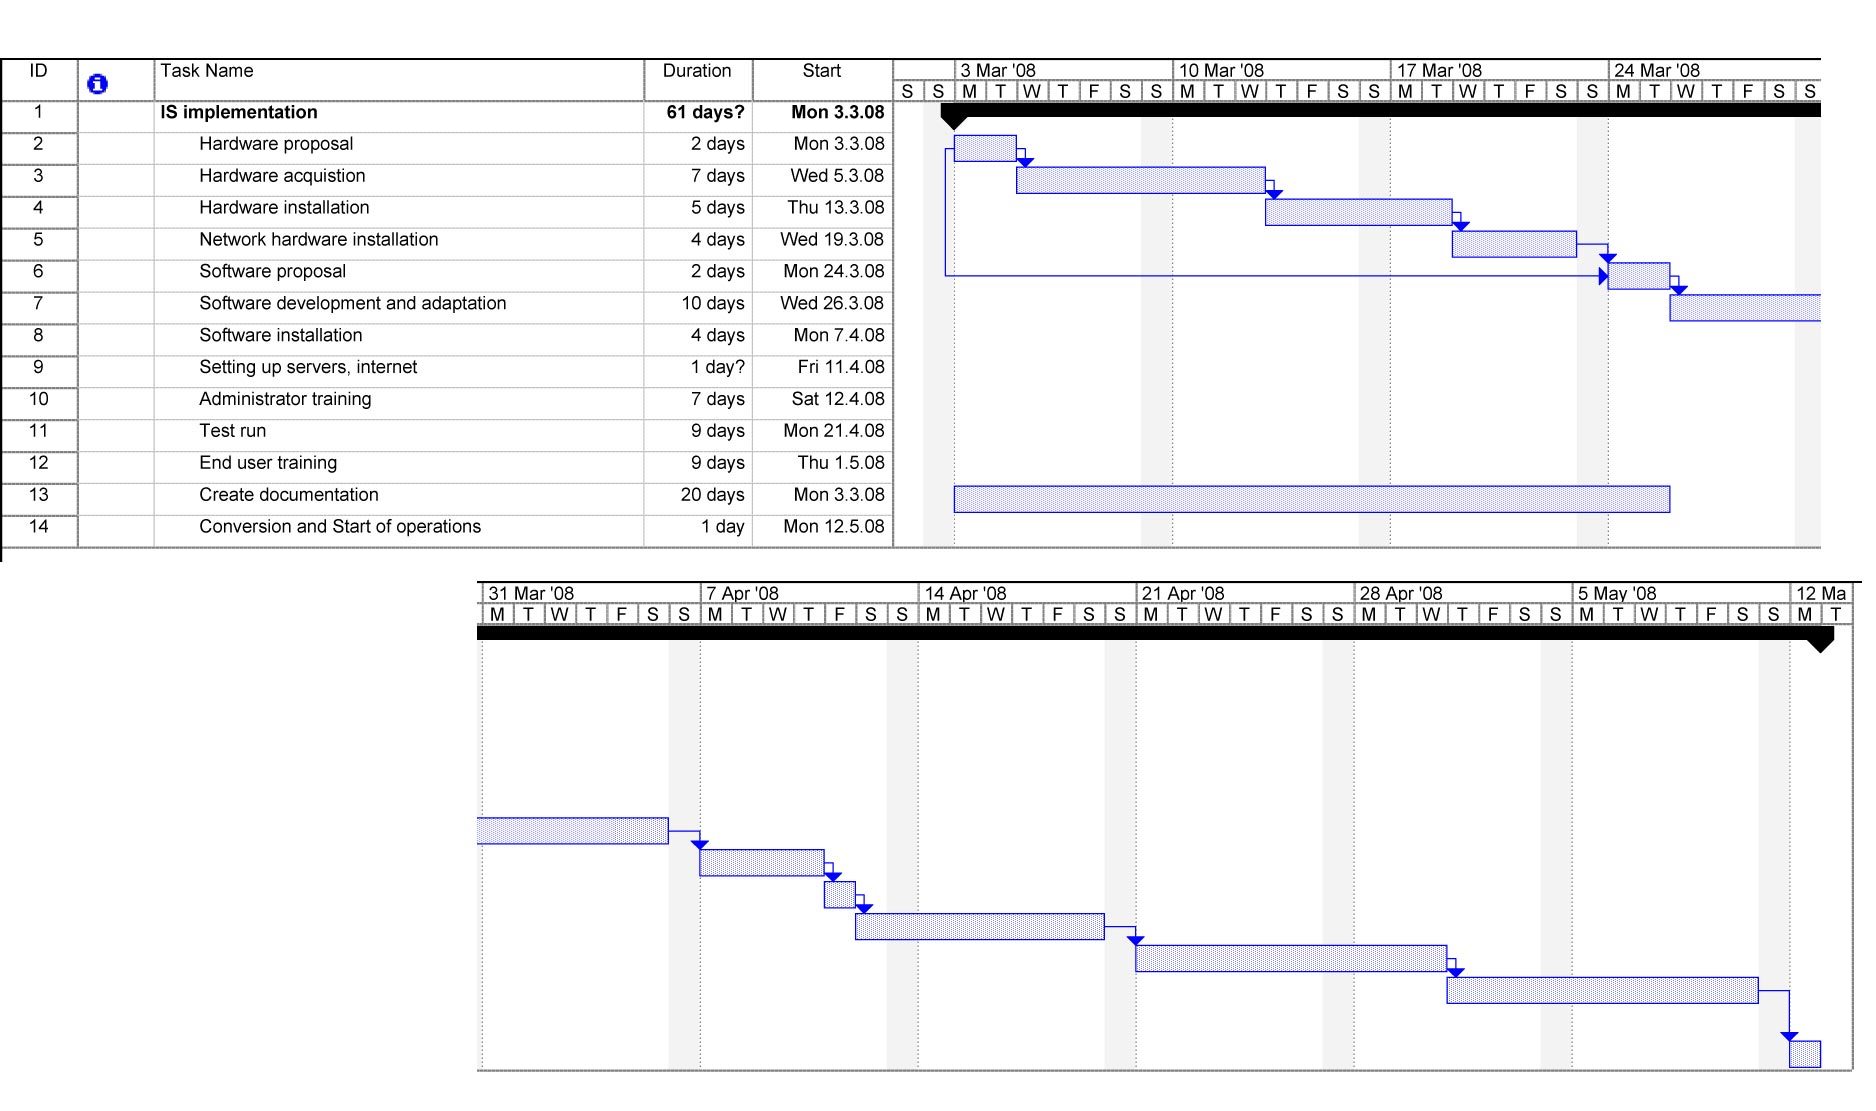 ID Task Name Duration Start 3 Mar '08 10 Mar '08 17 Mar '08 24 Mar '08
S S M T W T F S S M T W T F S S M T W T F S S M T W T F S S
1 IS implementation 61 days? Mon 3.3.08
2 Hardware proposal 2 days Mon 3.3.08
3 Hardware acquistion 7 days Wed 5.3.08
4 Hardware installation 5 days Thu 13.3.08
5 Network hardware installation 4 days Wed 19.3.08
6 Software proposal 2 days Mon 24.3.08
7 Software development and adaptation 10 days Wed 26.3.08
8 Software installation 4 days Mon 7.4.08
9 Setting up servers, internet 1 day? Fri 11.4.08
10 Administrator training 7 days Sat 12.4.08
11 Test run 9 days Mon 21.4.08
12 End user training 9 days Thu 1.5.08
13 Create documentation 20 days Mon 3.3.08
14 Conversion and Start of operations 1 day Mon 12.5.08
31 Mar '08 7 Apr '08 14 Apr '08 21 Apr '08 28 Apr '08 5 May '08 12 Ma
M T W T F S S M T W T F S S M T W T F S S M T W T F S S M T W T F S S M T W T F S S M T